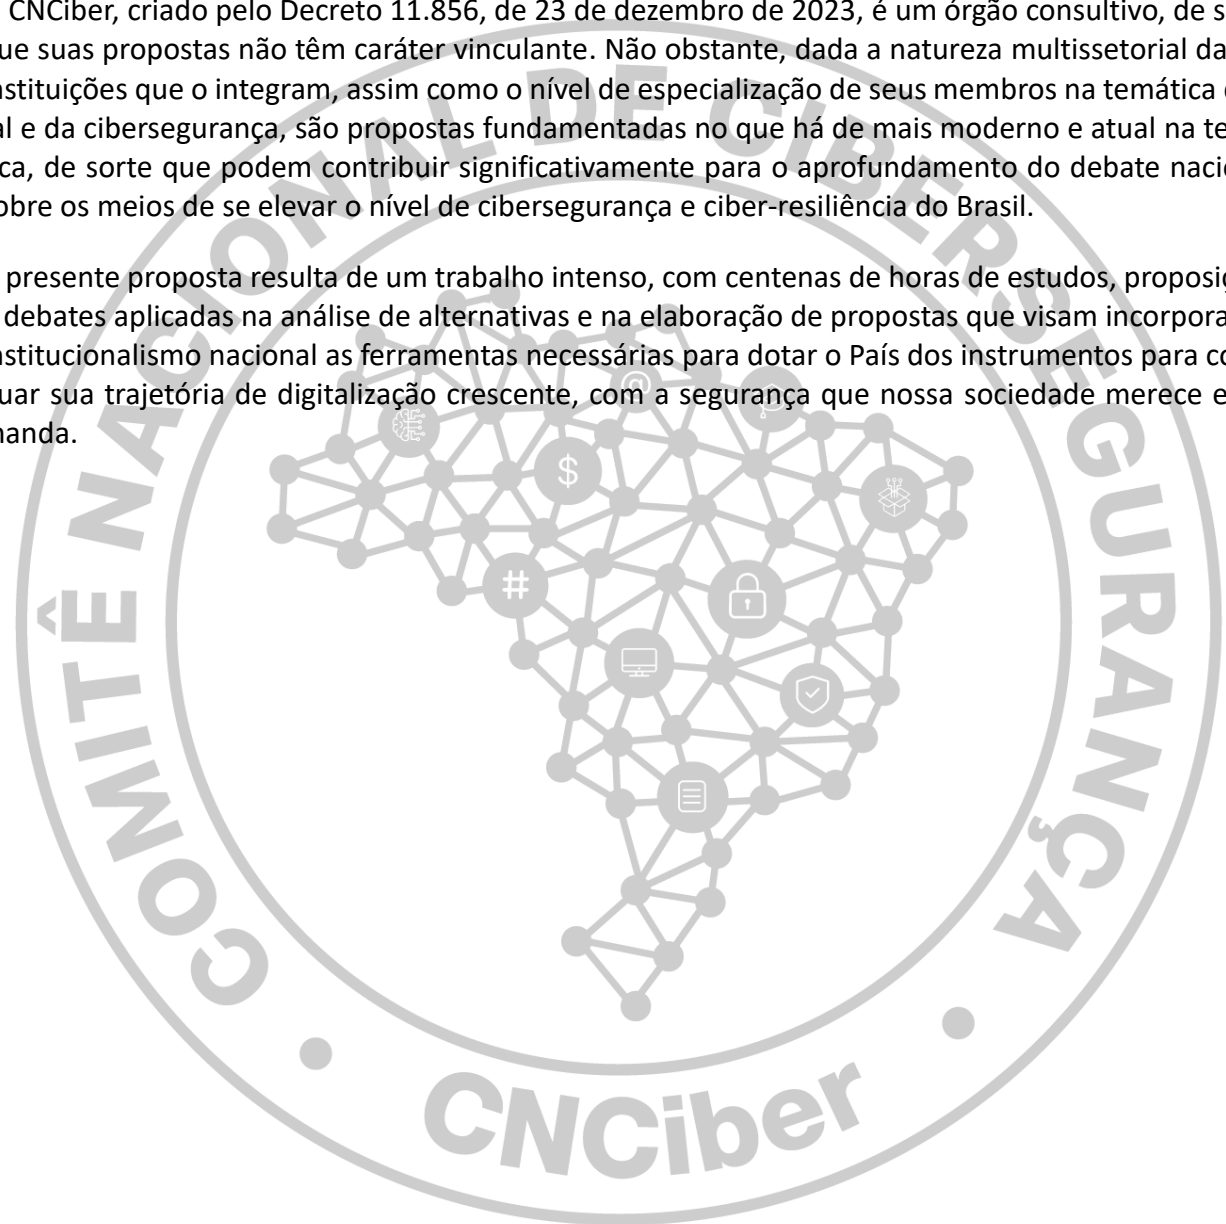 CNCiber, criado pelo Decreto 11.856, de 23 de dezembro de 2023, é um órgão consultivo, de s
ue suas propostas não têm caráter vinculante. Não obstante, dada a natureza multissetorial da
nstituições que o integram, assim como o nível de especialização de seus membros na temática
al e da cibersegurança, são propostas fundamentadas no que há de mais moderno e atual na te
ca, de sorte que podem contribuir significativamente para o aprofundamento do debate naci
obre os meios de se elevar o nível de cibersegurança e ciber-resiliência do Brasil.
presente proposta resulta de um trabalho intenso, com centenas de horas de estudos, proposiç
debates aplicadas na análise de alternativas e na elaboração de propostas que visam incorpora
nstitucionalismo nacional as ferramentas necessárias para dotar o País dos instrumentos para co
uar sua trajetória de digitalização crescente, com a segurança que nossa sociedade merece e
nanda.
COMITÊ NACIONAL DE CIBERSEGURANÇA
@
$
#
CNCiber